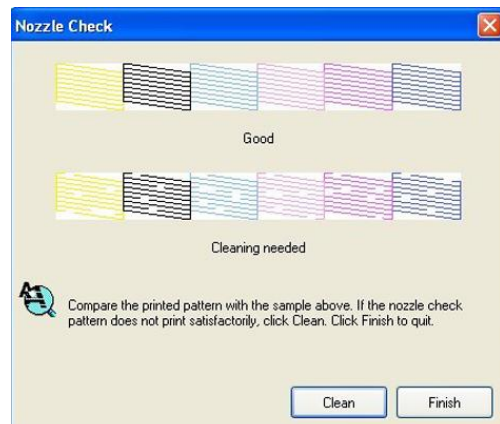 Nozzle Check
Good
Cleaning needed
Compare the printed pattern with the sample above. If the nozzle check
pattern does not print satisfactorily, click Clean. Click Finish to quit.
Clean
Finish